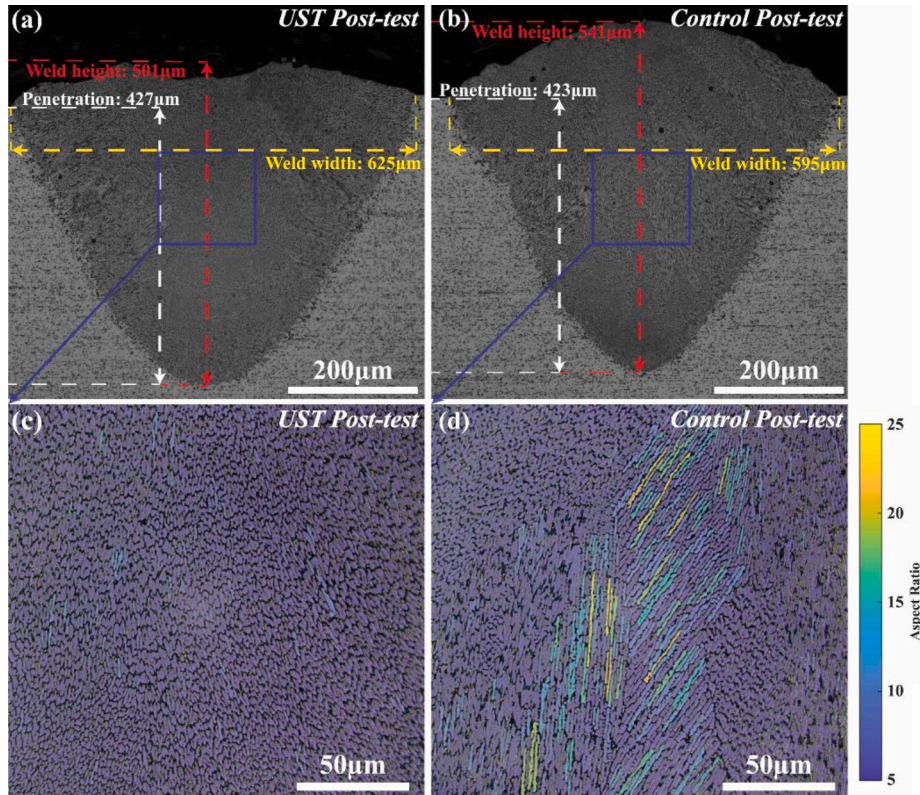 (a)
UST Post-test
Weld height: 501μm
Penetration: 427μm
Weld width: 625μm
200μm
(b)
Control Post-test
541μm
Weld height:
Penetration: 423μm
Weld width: 595μm
200μm
(c)
UST Post-test
50μm
(d)
Control Post-test
50μm
25
20
15
10
5
Aspect Ratio